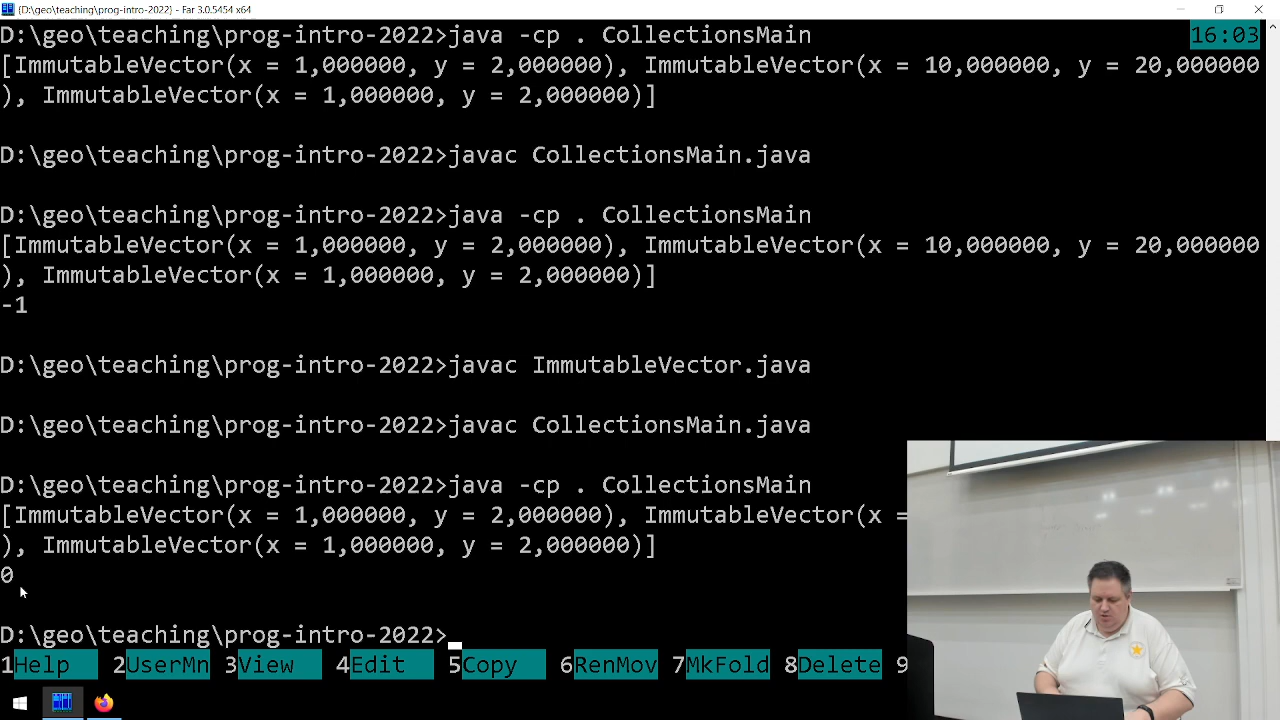 {D:\geo\teaching\prog-intro-2022} - Far 3.0.5454 x64
D:\geo\teaching\prog-intro-2022>java -cp . CollectionsMain
16:03
[ImmutableVector(x = 1,000000, y = 2,000000), ImmutableVector(x = 10,000000, y = 20,000000
), ImmutableVector(x = 1,000000, y = 2,000000)]
D:\geo\teaching\prog-intro-2022>javac CollectionsMain.java
D:\geo\teaching\prog-intro-2022>java -cp . CollectionsMain
[ImmutableVector(x = 1,000000, y = 2,000000), ImmutableVector(x = 10,000000, y = 20,000000
), ImmutableVector(x = 1,000000, y = 2,000000)]
-1
D:\geo\teaching\prog-intro-2022>javac ImmutableVector.java
D:\geo\teaching\prog-intro-2022>javac CollectionsMain.java
D:\geo\teaching\prog-intro-2022>java -cp . CollectionsMain
[ImmutableVector(x = 1,000000, y = 2,000000), ImmutableVector(x =
), ImmutableVector(x = 1,000000, y = 2,000000)]
0
D:\geo\teaching\prog-intro-2022>
1Help 2UserMn 3View 4Edit 5Copy 6RenMov 7MkFold 8Delete 9